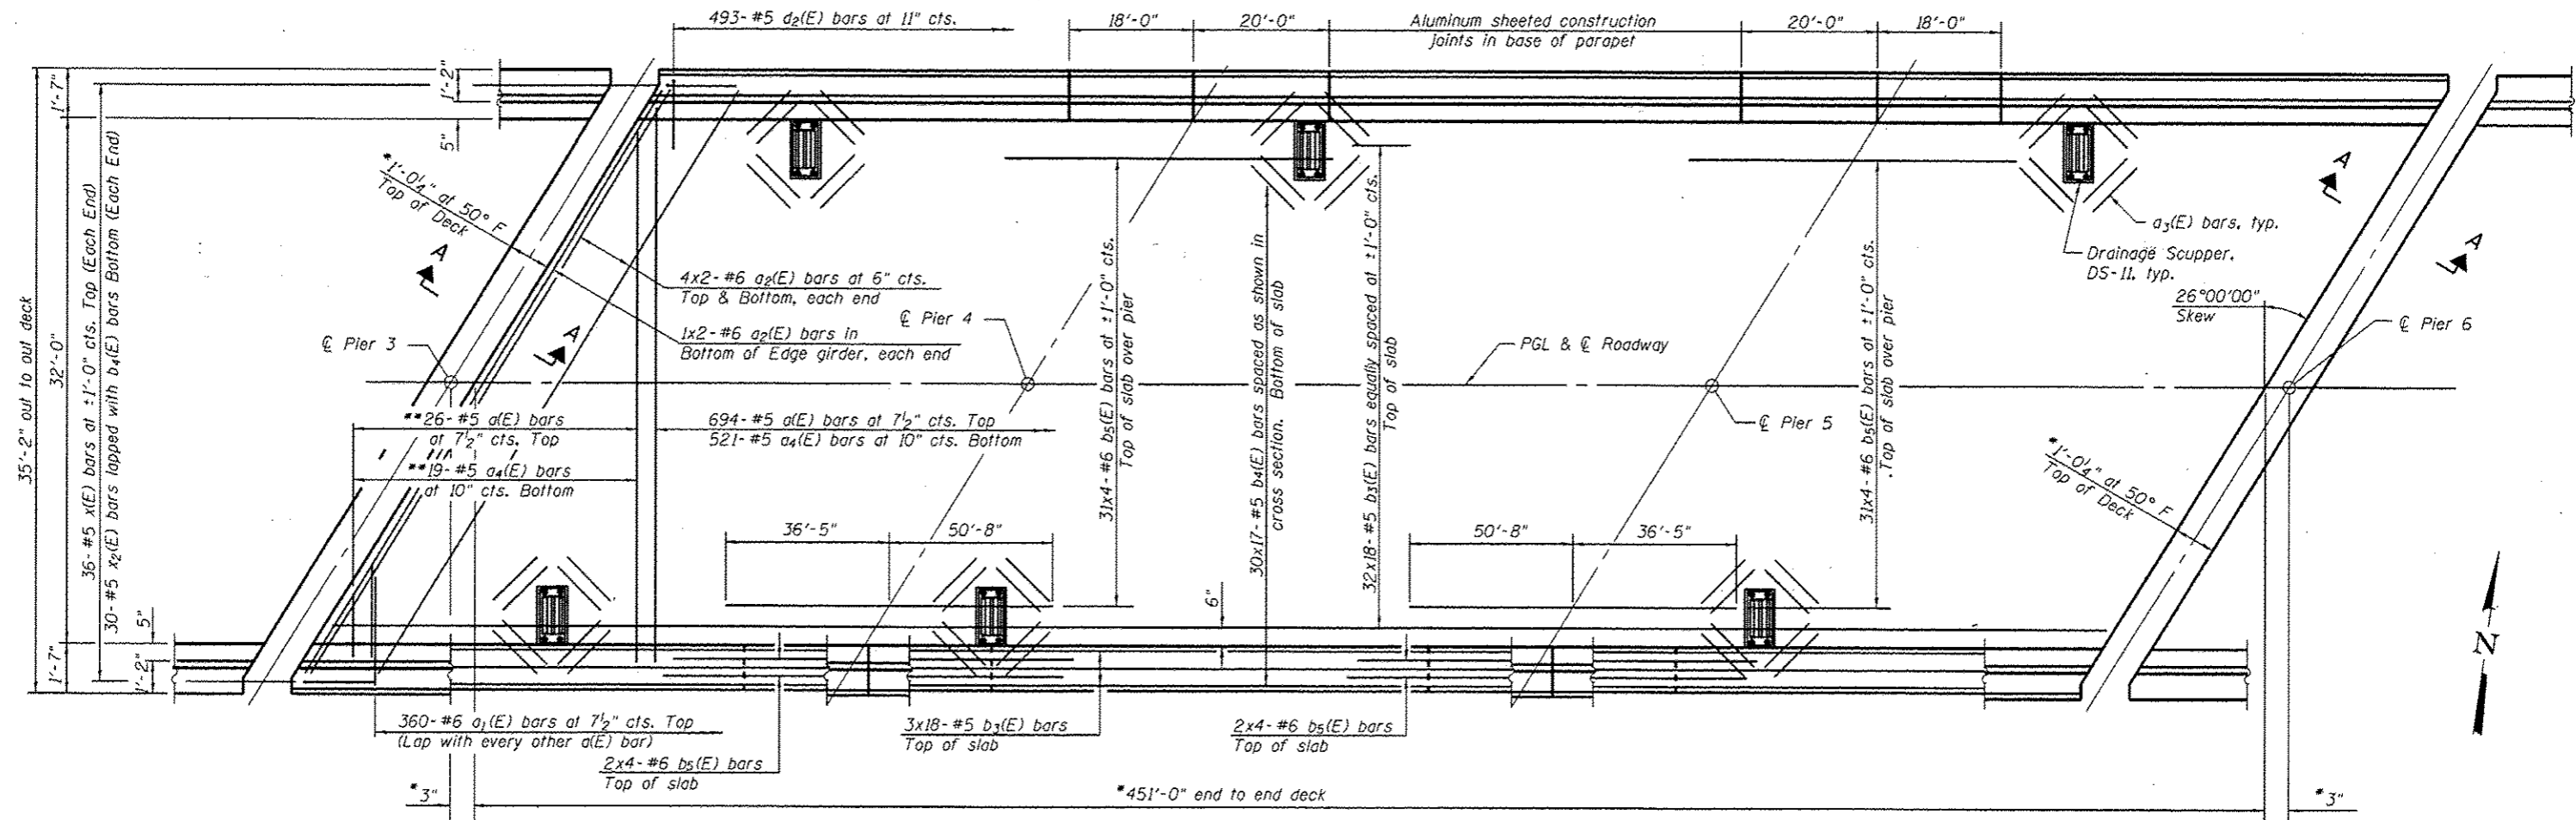 493-#5 d2(E) bars at 11" cts.
18'-0"
20'-0"
Aluminum sheeted construction
joints in base of parapet
20'-0"
18'-0"
35'-2" out to out deck
1'-7"
32'-0"
1'-7"
36-#5 x(E) bars at ±1'-0" cts. Top (Each End)
30-#5 x2(E) bars lapped with b4(E) bars Bottom (Each End)
1'-2"
5"
5"
1'-2"
*1'-0¼" at 50° F
Top of Deck
A
A
4x2-#6 a2(E) bars at 6" cts.
Top & Bottom, each end
1x2-#6 a2(E) bars in
Bottom of Edge girder, each end
℄ Pier 3
℄ Pier 4
31x4-#6 b5(E) bars at ±1'-0" cts.
Top of slab over pier
30x17-#5 b4(E) bars spaced as shown in
cross section. Bottom of slab
32x18-#5 b3(E) bars equally spaced at ±1'-0" cts.
Top of slab
PGL & ℄ Roadway
℄ Pier 5
31x4-#6 b5(E) bars at ±1'-0" cts.
Top of slab over pier
a3(E) bars, typ.
Drainage Scupper,
DS-11, typ.
A
A
26°00'00"
Skew
℄ Pier 6
*1'-0¼" at 50° F
Top of Deck
**26-#5 a(E) bars
at 7½" cts. Top
**19-#5 a4(E) bars
at 10" cts. Bottom
694-#5 a(E) bars at 7½" cts. Top
521-#5 a4(E) bars at 10" cts. Bottom
36'-5"
50'-8"
50'-8"
36'-5"
6"
N
360-#6 a1(E) bars at 7½" cts. Top
(Lap with every other a(E) bar)
2x4-#6 b5(E) bars
Top of slab
3x18-#5 b3(E) bars
Top of slab
2x4-#6 b5(E) bars
Top of slab
*3"
*451'-0" end to end deck
*3"